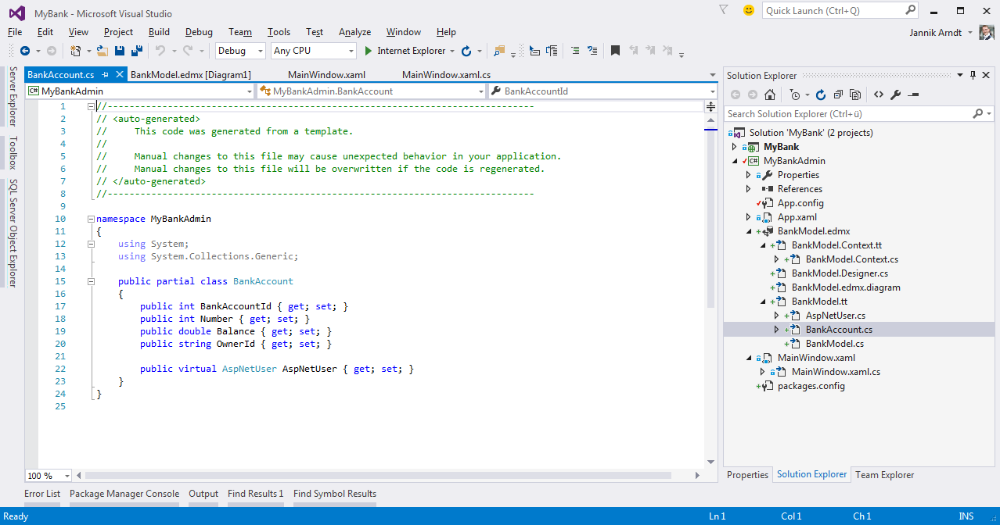 MyBank - Microsoft Visual Studio
Quick Launch (Ctrl+Q)
File Edit View Project Build Debug Team Tools Test Analyze Window Help
Jannik Arndt
Debug Any CPU Internet Explorer
Server Explorer
Toolbox
SQL Server Object Explorer
BankAccount.cs BankModel.edmx [Diagram1] MainWindow.xaml MainWindow.xaml.cs
C# MyBankAdmin MyBankAdmin.BankAccount BankAccountId
1 //------------------------------------------------------------------------------
2 // <auto-generated>
3 //     This code was generated from a template.
4 //
5 //     Manual changes to this file may cause unexpected behavior in your application.
6 //     Manual changes to this file will be overwritten if the code is regenerated.
7 // </auto-generated>
8 //------------------------------------------------------------------------------
9
10 namespace MyBankAdmin
11 {
12     using System;
13     using System.Collections.Generic;
14
15     public partial class BankAccount
16     {
17         public int BankAccountId { get; set; }
18         public int Number { get; set; }
19         public double Balance { get; set; }
20         public string OwnerId { get; set; }
21
22         public virtual AspNetUser AspNetUser { get; set; }
23     }
24 }
25
100 %
Solution Explorer
Search Solution Explorer (Ctrl+ü)
Solution 'MyBank' (2 projects)
MyBank
C# MyBankAdmin
Properties
References
App.config
App.xaml
BankModel.edmx
BankModel.Context.tt
BankModel.Context.cs
BankModel.Designer.cs
BankModel.edmx.diagram
BankModel.tt
AspNetUser.cs
BankAccount.cs
BankModel.cs
MainWindow.xaml
MainWindow.xaml.cs
packages.config
Properties Solution Explorer Team Explorer
Error List Package Manager Console Output Find Results 1 Find Symbol Results
Ready Ln 1 Col 1 Ch 1 INS